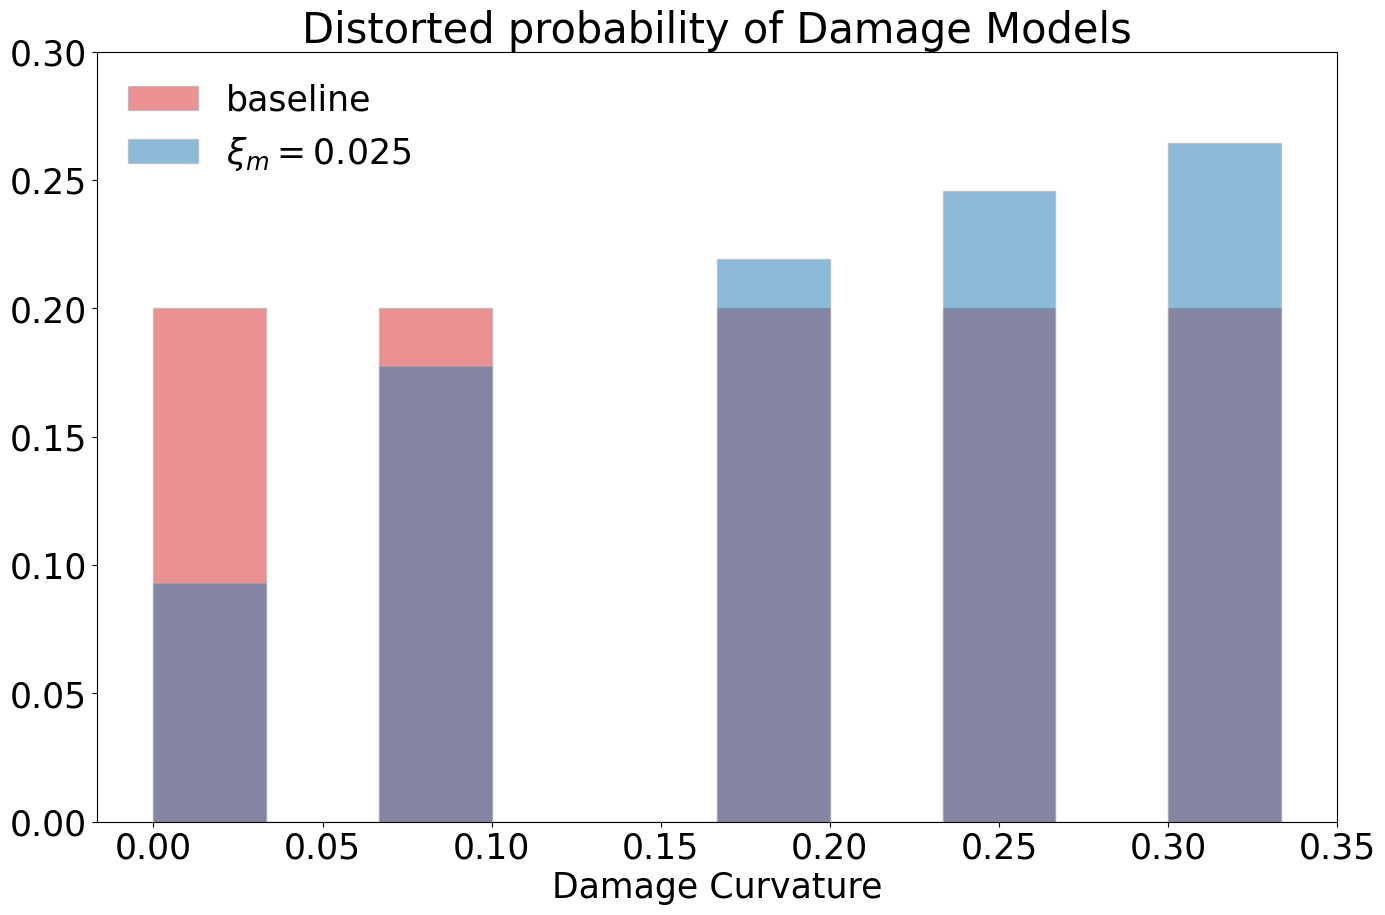 Distorted probability of Damage Models
0.30
0.25
0.20
0.15
0.10
0.05
0.00
baseline
ξₘ = 0.025
0.00 0.05 0.10 0.15 0.20 0.25 0.30 0.35
Damage Curvature